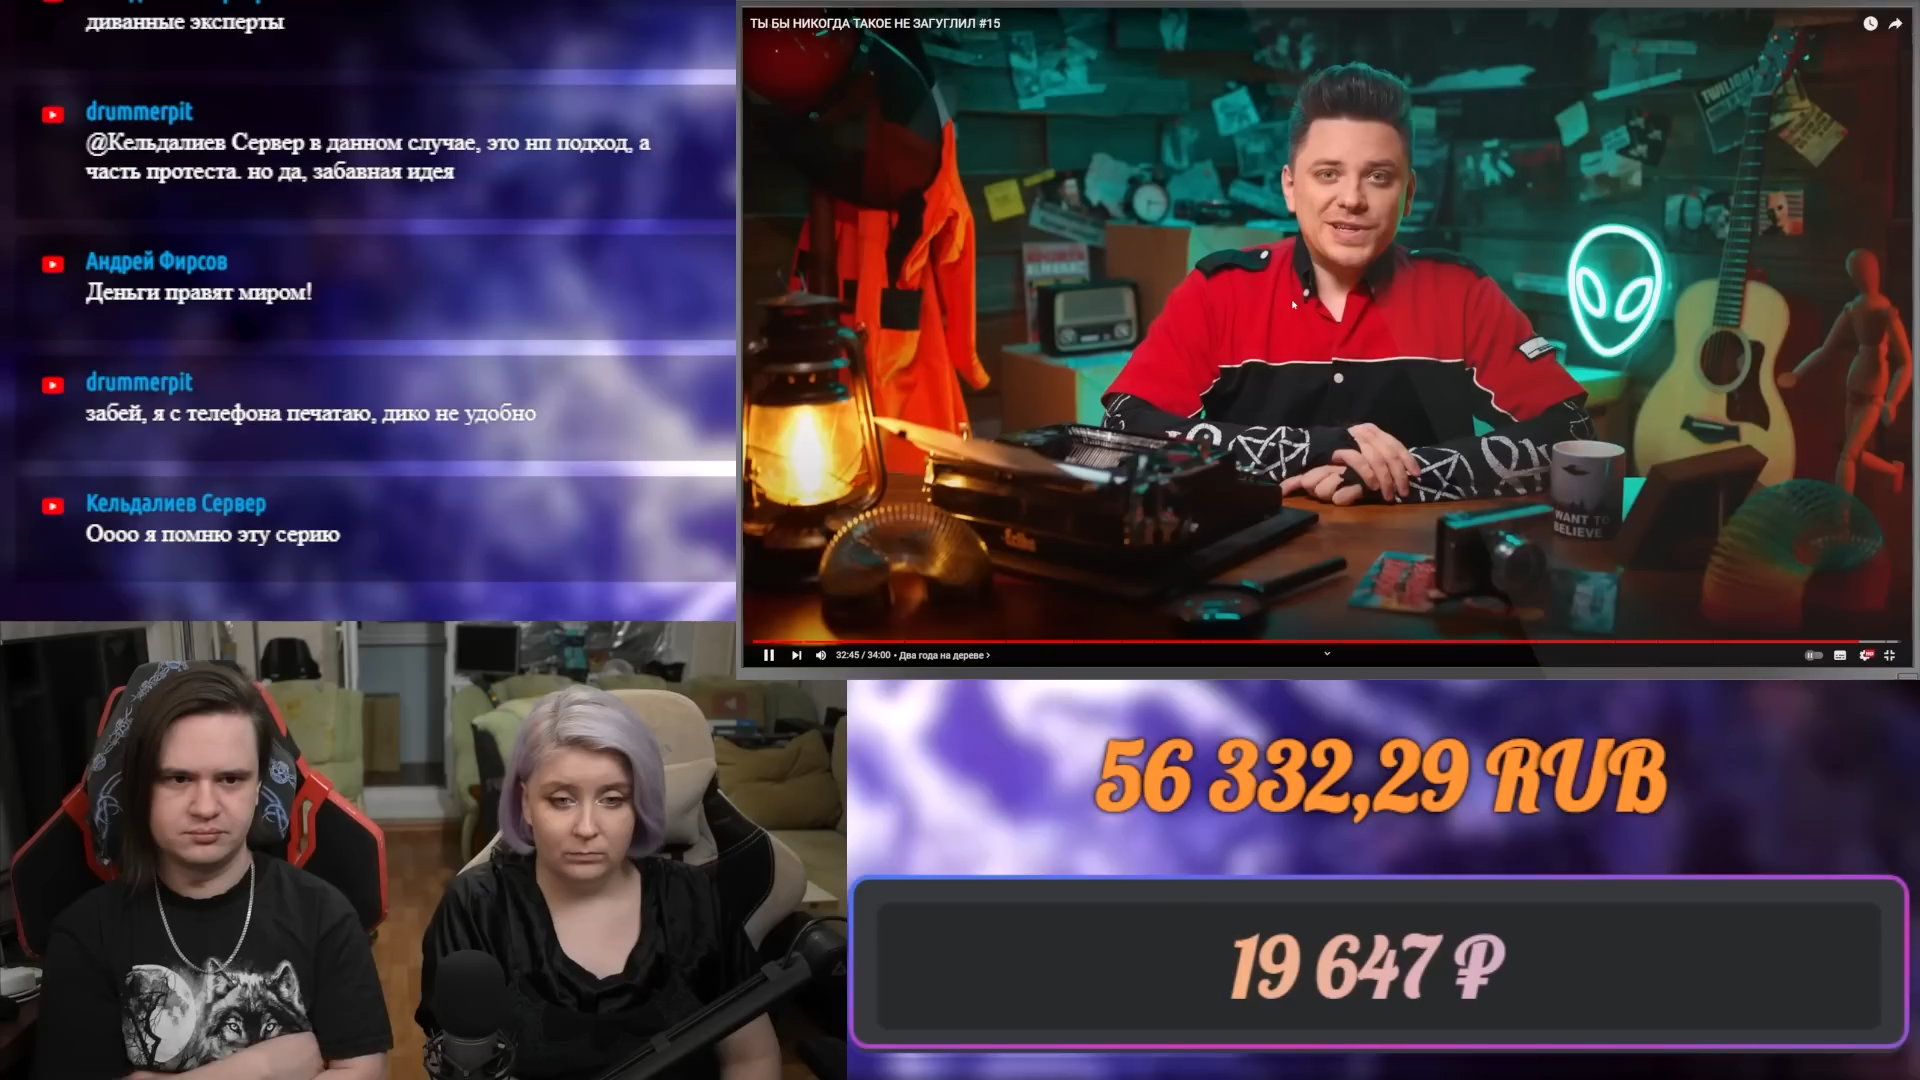 диванные эксперты
drummerpit
@Кельдалиев Сервер в данном случае, это нп подход, а
часть протеста. но да, забавная идея
Андрей Фирсов
Деньги правят миром!
drummerpit
забей, я с телефона печатаю, дико не удобно
Кельдалиев Сервер
Оооо я помню эту серию
ТЫ БЫ НИКОГДА ТАКОЕ НЕ ЗАГУГЛИЛ #15
TWILIGHT
ALMANAC
WANT TO
BELIEVE
Erika
32:45 / 34:00 • Два года на дереве ›
56 332,29 RUB
19 647 ₽